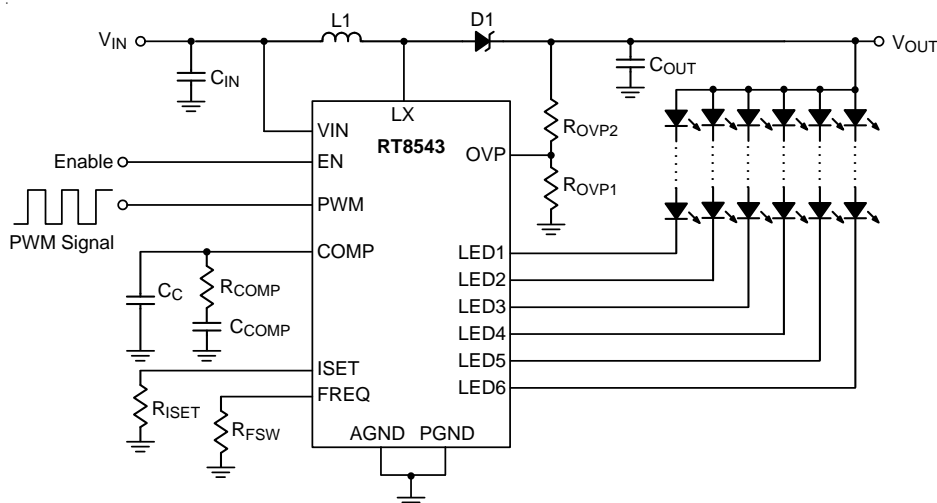 L1
D1
VIN
VOUT
CIN
COUT
LX
VIN
RT8543
ROVP2
OVP
Enable
EN
ROVP1
PWM
PWM Signal
COMP
LED1
CC
RCOMP
LED2
CCOMP
LED3
LED4
ISET
LED5
FREQ
LED6
RISET
RFSW
AGND
PGND